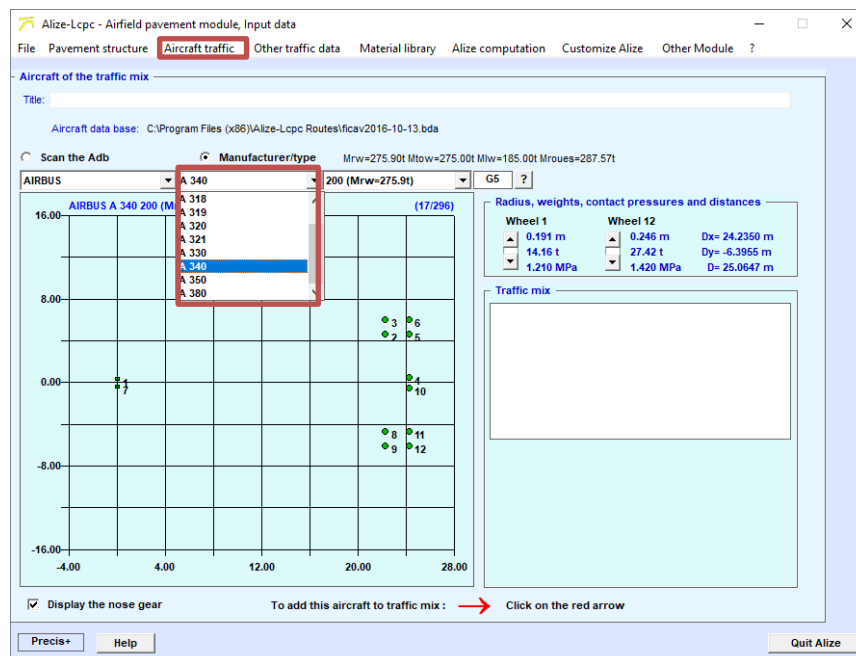 Alize-Lcpc - Airfield pavement module, Input data
File Pavement structure Aircraft traffic Other traffic data Material library Alize computation Customize Alize Other Module ?
Aircraft of the traffic mix
Title:
Aircraft data base: C:\Program Files (x86)\Alize-Lcpc Routes\ficav2016-10-13.bda
Scan the Adb Manufacturer/type Mrw=275.90t Mtow=275.00t Mlw=185.00t Mroues=287.57t
AIRBUS A 340 200 (Mrw=275.9t) G5 ?
AIRBUS A 340 200 (M (17/296)
A 318
A 319
A 320
A 321
A 330
A 340
A 350
A 380
16.00
8.00
0.00
-8.00
-16.00
-4.00 4.00 12.00 20.00 28.00
3 6
2 5
1 4
7 10
8 11
9 12
Radius, weights, contact pressures and distances
Wheel 1 Wheel 12
0.191 m 0.246 m Dx= 24.2350 m
14.16 t 27.42 t Dy= -6.3955 m
1.210 MPa 1.420 MPa D= 25.0647 m
Traffic mix
Display the nose gear To add this aircraft to traffic mix : Click on the red arrow
Precis+ Help Quit Alize